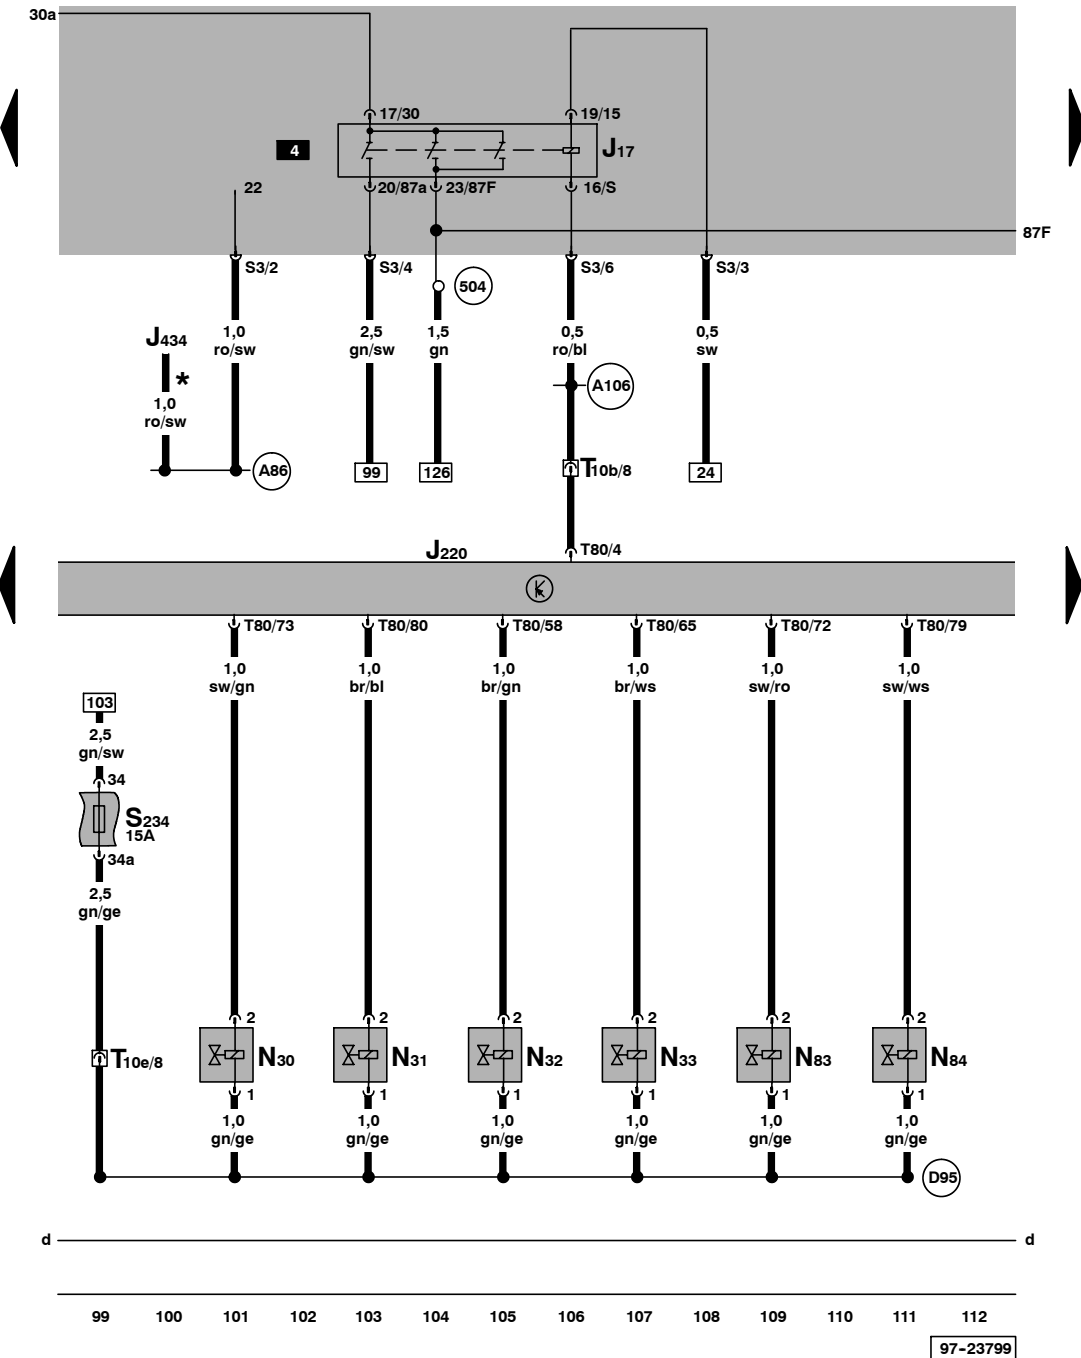 30a
17/30
19/15
4
J17
22
20/87a
23/87F
16/S
87F
S3/2
S3/4
504
S3/6
S3/3
J434
*
1,0
ro/sw
1,0
ro/sw
2,5
gn/sw
1,5
gn
0,5
ro/bl
0,5
sw
A106
A86
99
126
T10b/8
24
J220
T80/4
T80/73
T80/80
T80/58
T80/65
T80/72
T80/79
1,0
sw/gn
1,0
br/bl
1,0
br/gn
1,0
br/ws
1,0
sw/ro
1,0
sw/ws
103
2,5
gn/sw
34
S234
15A
34a
2,5
gn/ge
T10e/8
2
2
2
2
2
2
N30
N31
N32
N33
N83
N84
1
1
1
1
1
1
1,0
gn/ge
1,0
gn/ge
1,0
gn/ge
1,0
gn/ge
1,0
gn/ge
1,0
gn/ge
D95
d
d
99 100 101 102 103 104 105 106 107 108 109 110 111 112
97-23799